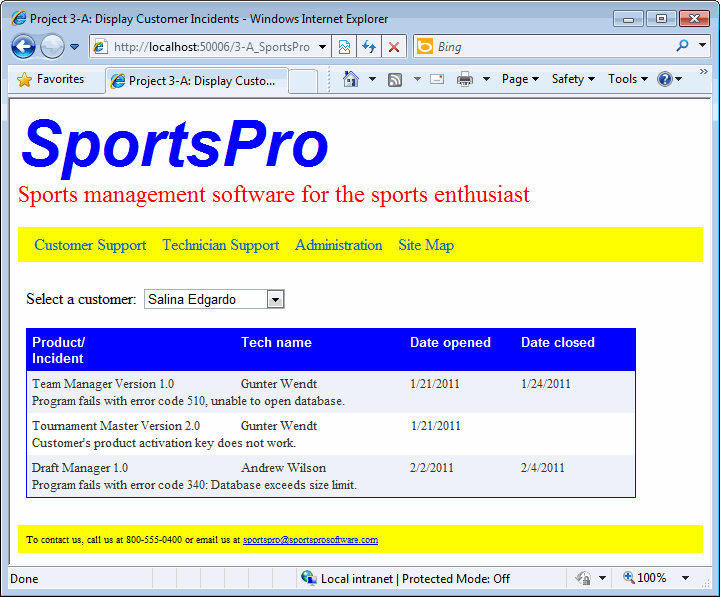 Project 3-A: Display Customer Incidents - Windows Internet Explorer
http://localhost:50006/3-A_SportsPro
Bing
Favorites
Project 3-A: Display Custo...
Page
Safety
Tools
SportsPro
Sports management software for the sports enthusiast
Customer Support Technician Support Administration Site Map
Select a customer: Salina Edgardo
Product/ Tech name Date opened Date closed
Incident
Team Manager Version 1.0 Gunter Wendt 1/21/2011 1/24/2011
Program fails with error code 510, unable to open database.
Tournament Master Version 2.0 Gunter Wendt 1/21/2011
Customer's product activation key does not work.
Draft Manager 1.0 Andrew Wilson 2/2/2011 2/4/2011
Program fails with error code 340: Database exceeds size limit.
To contact us, call us at 800-555-0400 or email us at sportspro@sportsprosoftware.com
Done Local intranet | Protected Mode: Off 100%